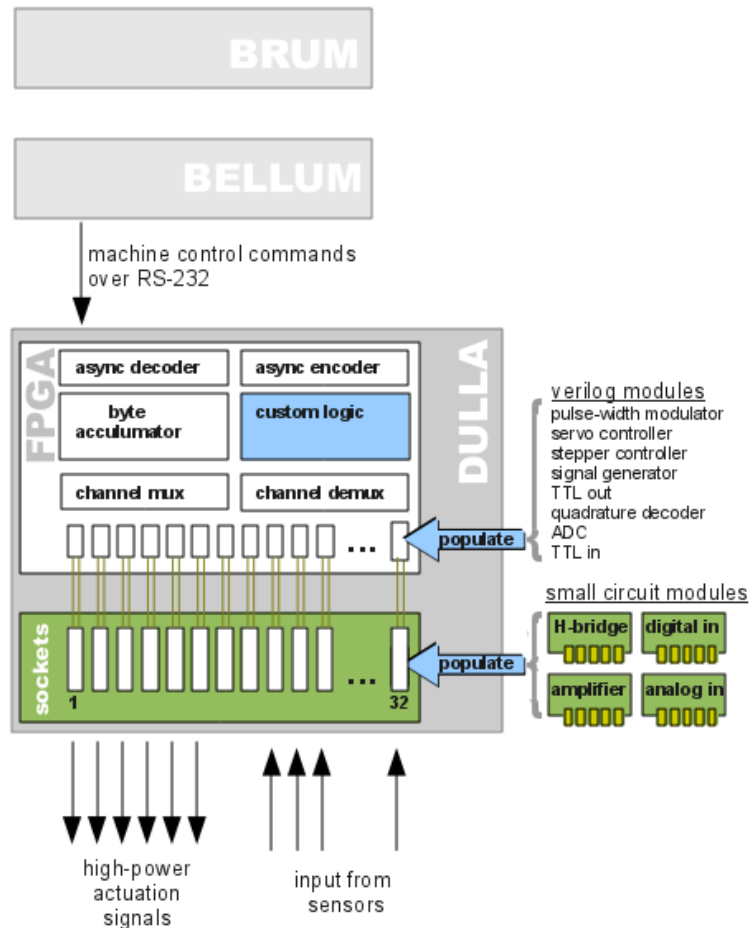 BRUM
BELLUM
machine control commands
over RS-232
FPGA
DULLA
async decoder
async encoder
byte
acculumator
custom logic
channel mux
channel demux
...
populate
verilog modules
pulse-width modulator
servo controller
stepper controller
signal generator
TTL out
quadrature decoder
ADC
TTL in
sockets
...
1
32
populate
small circuit modules
H-bridge
digital in
amplifier
analog in
high-power
actuation
signals
input from
sensors